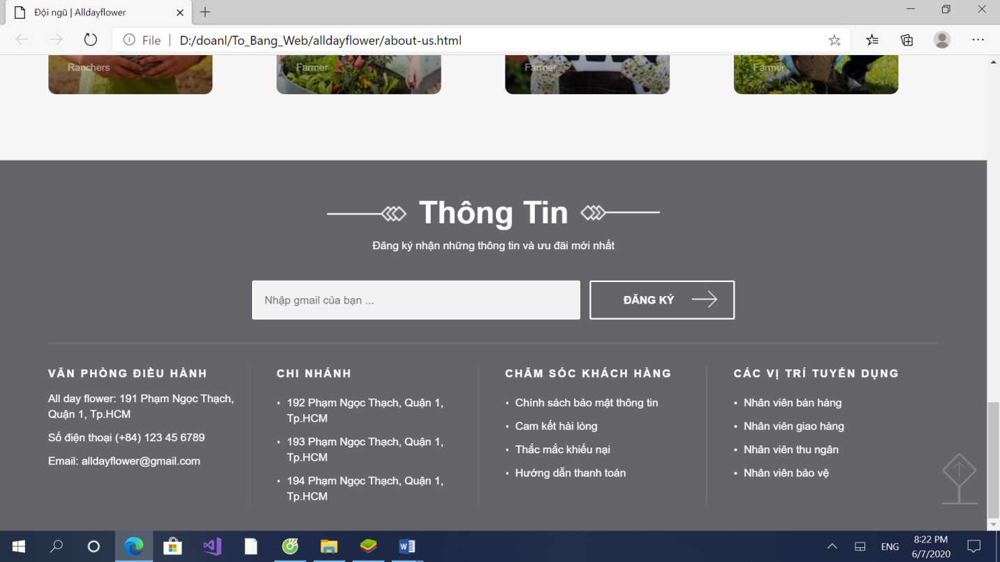 Đội ngũ | Alldayflower
File | D:/doanl/To_Bang_Web/alldayflower/about-us.html
Ranchers Farmer Farmer Farmer
Thông Tin
Đăng ký nhận những thông tin và ưu đãi mới nhất
Nhập gmail của bạn ... ĐĂNG KÝ
VĂN PHÒNG ĐIỀU HÀNH
All day flower: 191 Phạm Ngọc Thạch,
Quận 1, Tp.HCM
Số điện thoại (+84) 123 45 6789
Email: alldayflower@gmail.com
CHI NHÁNH
• 192 Phạm Ngọc Thạch, Quận 1,
Tp.HCM
• 193 Phạm Ngọc Thạch, Quận 1,
Tp.HCM
• 194 Phạm Ngọc Thạch, Quận 1,
Tp.HCM
CHĂM SÓC KHÁCH HÀNG
• Chính sách bảo mật thông tin
• Cam kết hài lòng
• Thắc mắc khiếu nại
• Hướng dẫn thanh toán
CÁC VỊ TRÍ TUYỂN DỤNG
• Nhân viên bán hàng
• Nhân viên giao hàng
• Nhân viên thu ngân
• Nhân viên bảo vệ
ENG
8:22 PM
6/7/2020